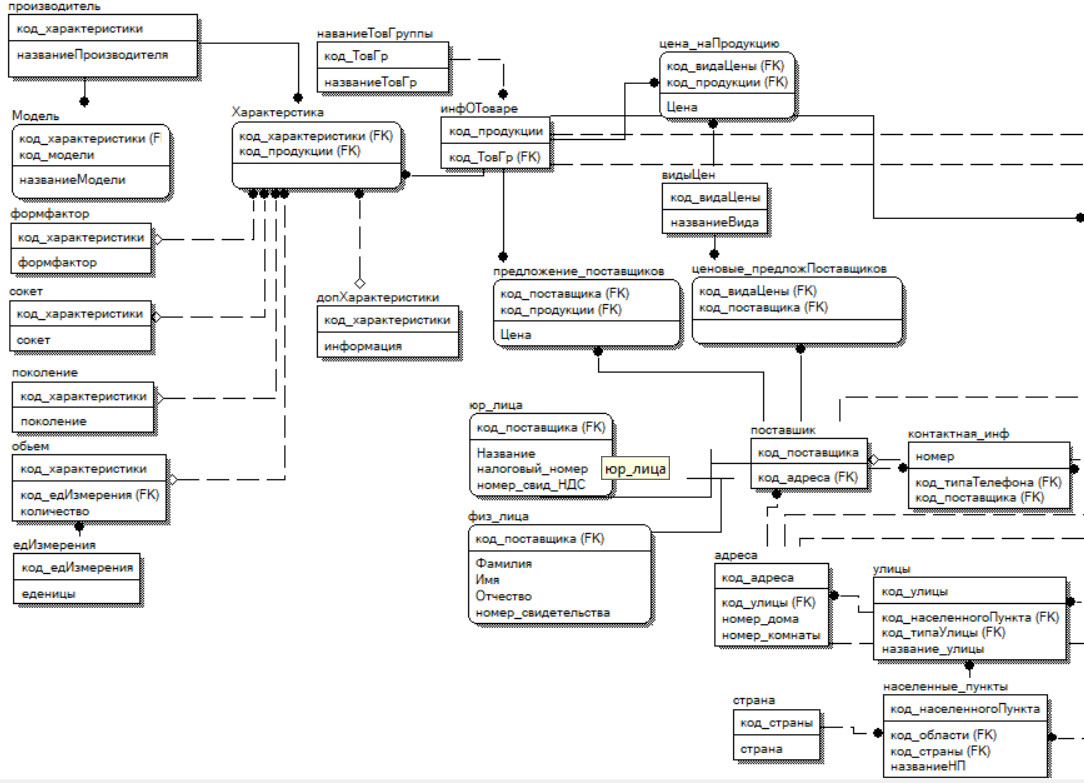 производитель
код_характеристики
названиеПроизводителя
Модель
код_характеристики (F
код_модели
названиеМодели
формфактор
код_характеристики
формфактор
сокет
код_характеристики
сокет
поколение
код_характеристики
поколение
обьем
код_характеристики
код_едИзмерения (FK)
количество
едИзмерения
код_едИзмерения
еденицы
наваниеТовГруппы
код_ТовГр
названиеТовГр
Характерстика
код_характеристики (FK)
код_продукции (FK)
допХарактеристики
код_характеристики
информация
инфОТоваре
код_продукции
код_ТовГр (FK)
цена_наПродукцию
код_видаЦены (FK)
код_продукции (FK)
Цена
видыЦен
код_видаЦены
названиеВида
предложение_поставщиков
код_поставщика (FK)
код_продукции (FK)
Цена
ценовые_предложПоставщиков
код_видаЦены (FK)
код_поставщика (FK)
юр_лица
код_поставщика (FK)
Название
налоговый_номер
номер_свид_НДС
юр_лица
физ_лица
код_поставщика (FK)
Фамилия
Имя
Отчество
номер_свидетельства
поставшик
код_поставщика
код_адреса (FK)
контактная_инф
номер
код_типаТелефона (FK)
код_поставщика (FK)
адреса
код_адреса
код_улицы (FK)
номер_дома
номер_комнаты
улицы
код_улицы
код_населенногоПункта (FK)
код_типаУлицы (FK)
название_улицы
страна
код_страны
страна
населенные_пункты
код_населенногоПункта
код_области (FK)
код_страны (FK)
названиеНП